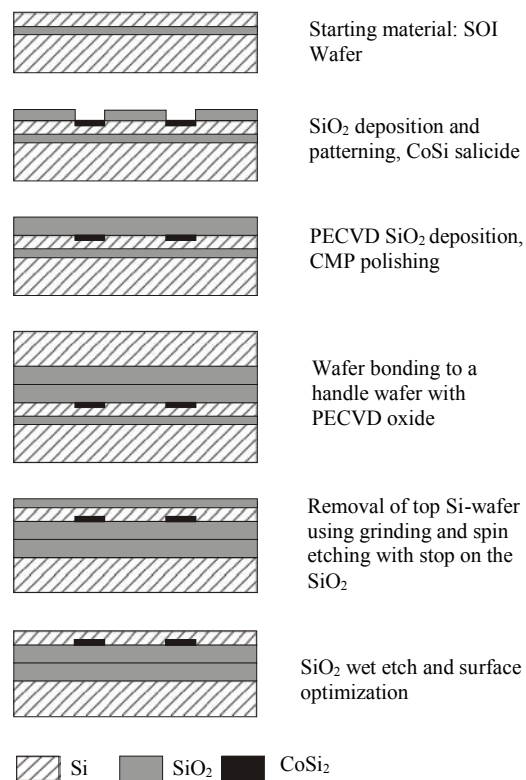 Starting material: SOI
Wafer
SiO₂ deposition and
patterning, CoSi salicide
PECVD SiO₂ deposition,
CMP polishing
Wafer bonding to a
handle wafer with
PECVD oxide
Removal of top Si-wafer
using grinding and spin
etching with stop on the
SiO₂
SiO₂ wet etch and surface
optimization
Si SiO₂ CoSi₂